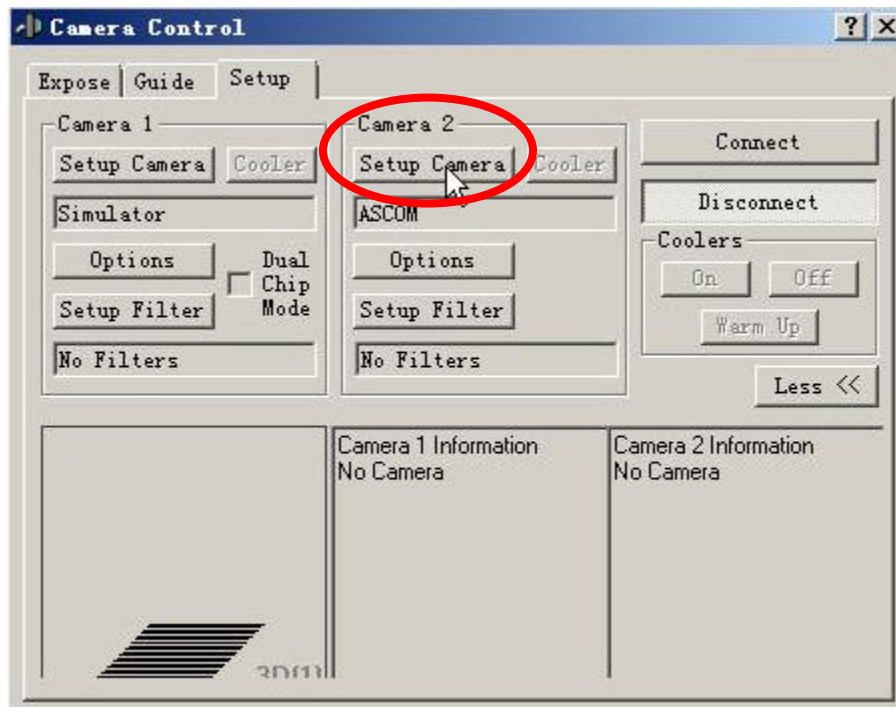 Camera Control
Expose Guide Setup
Camera 1
Setup Camera Cooler
Simulator
Options
Dual Chip Mode
Setup Filter
No Filters
Camera 2
Setup Camera Cooler
ASCOM
Options
Setup Filter
No Filters
Connect
Disconnect
Coolers
On Off
Warm Up
Less <<
Camera 1 Information
No Camera
Camera 2 Information
No Camera